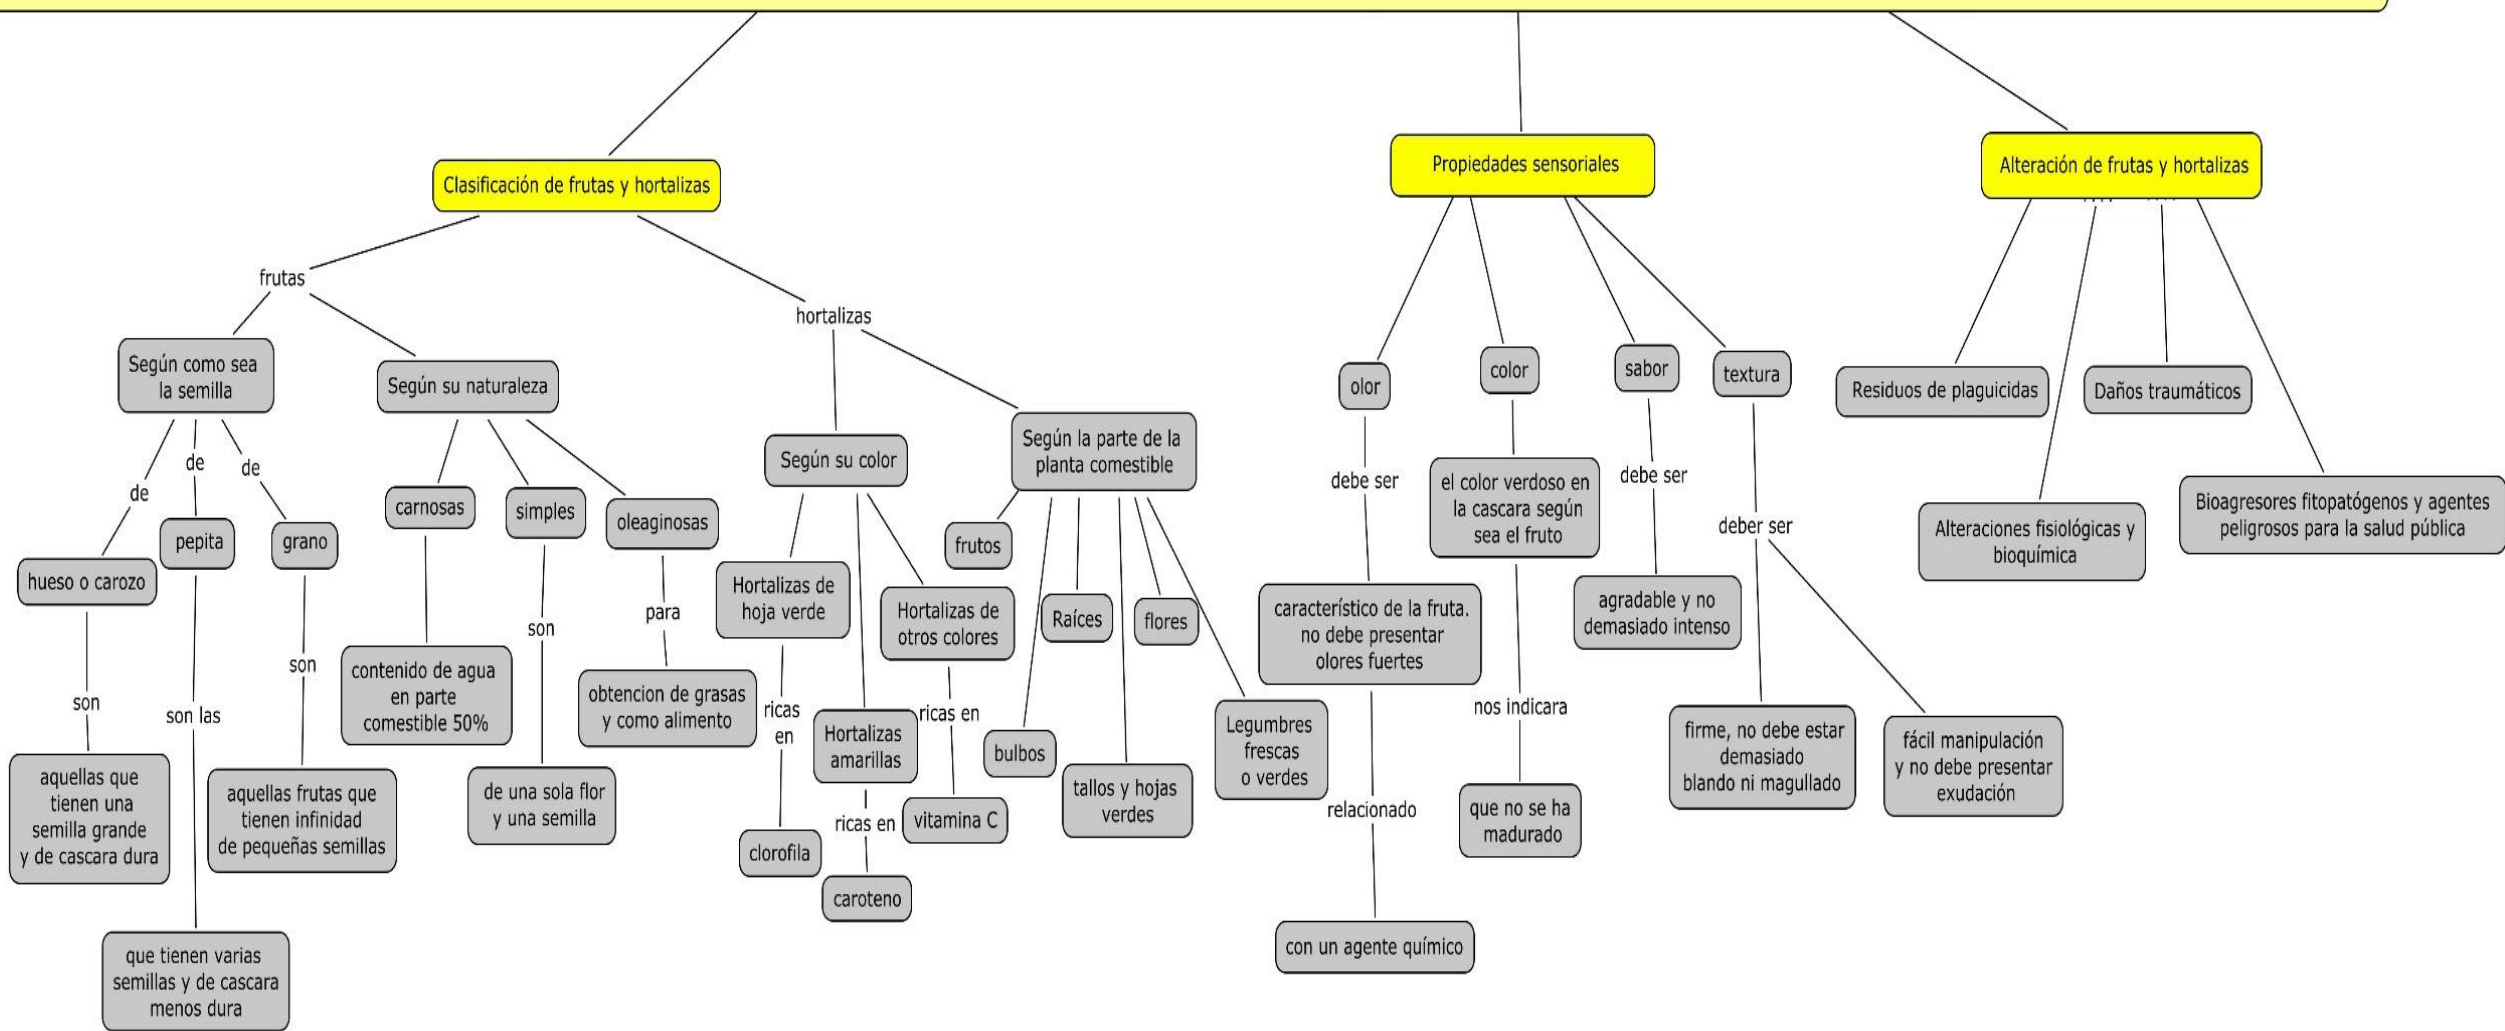 Clasificación de frutas y hortalizas
frutas
Según como sea
la semilla
de
hueso o carozo
son
aquellas que
tienen una
semilla grande
y de cascara dura
de
pepita
son las
que tienen varias
semillas y de cascara
menos dura
de
grano
son
aquellas frutas que
tienen infinidad
de pequeñas semillas
Según su naturaleza
carnosas
contenido de agua
en parte
comestible 50%
simples
son
de una sola flor
y una semilla
oleaginosas
para
obtencion de grasas
y como alimento
hortalizas
Según su color
Hortalizas de
hoja verde
ricas
en
clorofila
Hortalizas
amarillas
ricas en
caroteno
Hortalizas de
otros colores
ricas en
vitamina C
Según la parte de la
planta comestible
frutos
bulbos
Raíces
tallos y hojas
verdes
flores
Legumbres
frescas
o verdes
Propiedades sensoriales
olor
debe ser
característico de la fruta.
no debe presentar
olores fuertes
relacionado
con un agente químico
color
el color verdoso en
la cascara según
sea el fruto
nos indicara
que no se ha
madurado
sabor
debe ser
agradable y no
demasiado intenso
textura
deber ser
firme, no debe estar
demasiado
blando ni magullado
fácil manipulación
y no debe presentar
exudación
Alteración de frutas y hortalizas
Residuos de plaguicidas
Alteraciones fisiológicas y
bioquímica
Daños traumáticos
Bioagresores fitopatógenos y agentes
peligrosos para la salud pública